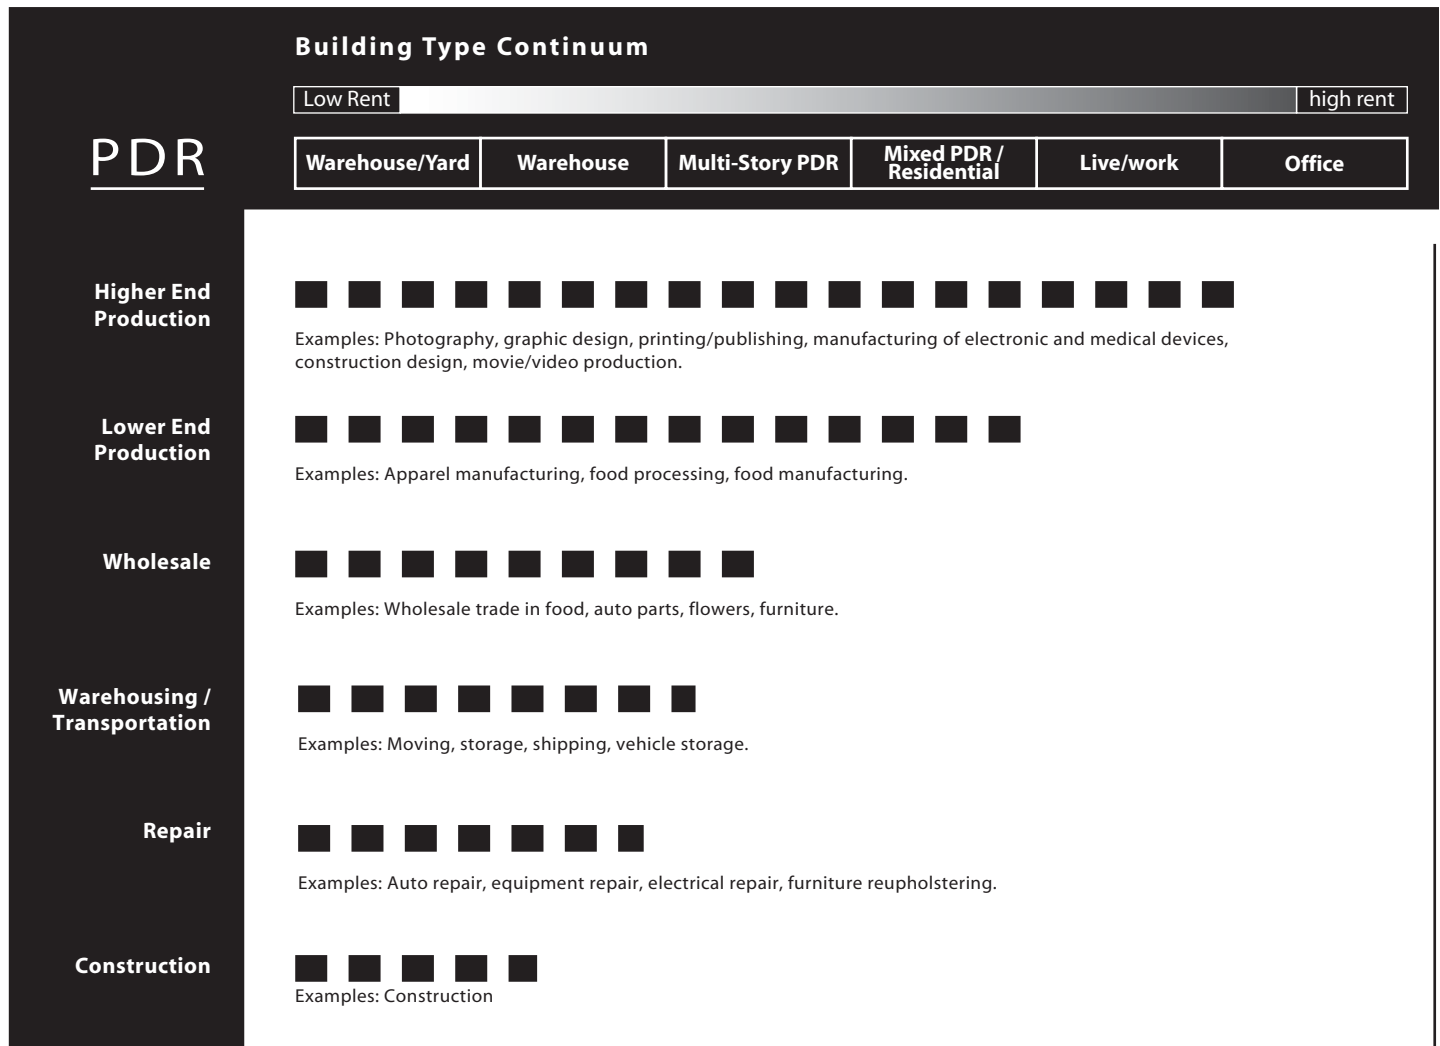 Building Type Continuum
Low Rent
high rent
PDR
Warehouse/Yard
Warehouse
Multi-Story PDR
Mixed PDR /
Residential
Live/work
Office
Higher End
Production
Examples: Photography, graphic design, printing/publishing, manufacturing of electronic and medical devices,
construction design, movie/video production.
Lower End
Production
Examples: Apparel manufacturing, food processing, food manufacturing.
Wholesale
Examples: Wholesale trade in food, auto parts, flowers, furniture.
Warehousing /
Transportation
Examples: Moving, storage, shipping, vehicle storage.
Repair
Examples: Auto repair, equipment repair, electrical repair, furniture reupholstering.
Construction
Examples: Construction